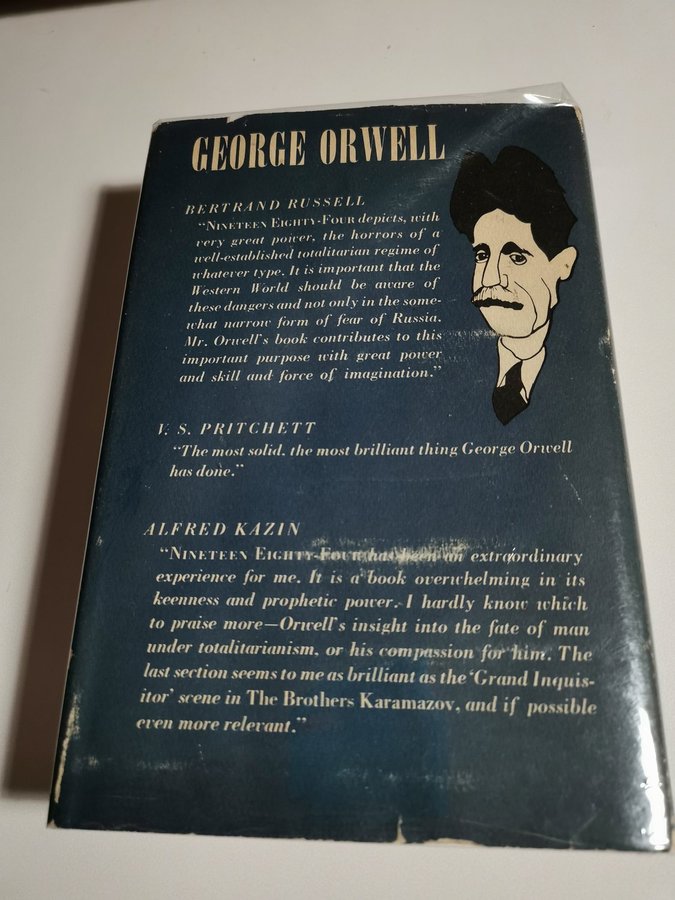 GEORGE ORWELL
BERTRAND RUSSELL
"NINETEEN EIGHTY-FOUR depicts, with
very great power, the horrors of a
well-established totalitarian regime of
whatever type. It is important that the
Western World should be aware of
these dangers and not only in the some-
what narrow form of fear of Russia.
Mr. Orwell's book contributes to this
important purpose with great power
and skill and force of imagination."
V. S. PRITCHETT
"The most solid, the most brilliant thing George Orwell
has done."
ALFRED KAZIN
"NINETEEN EIGHTY-FOUR has been an extraordinary
experience for me. It is a book overwhelming in its
keenness and prophetic power. I hardly know which
to praise more—Orwell's insight into the fate of man
under totalitarianism, or his compassion for him. The
last section seems to me as brilliant as the 'Grand Inquis-
itor' scene in The Brothers Karamazov, and if possible
even more relevant."